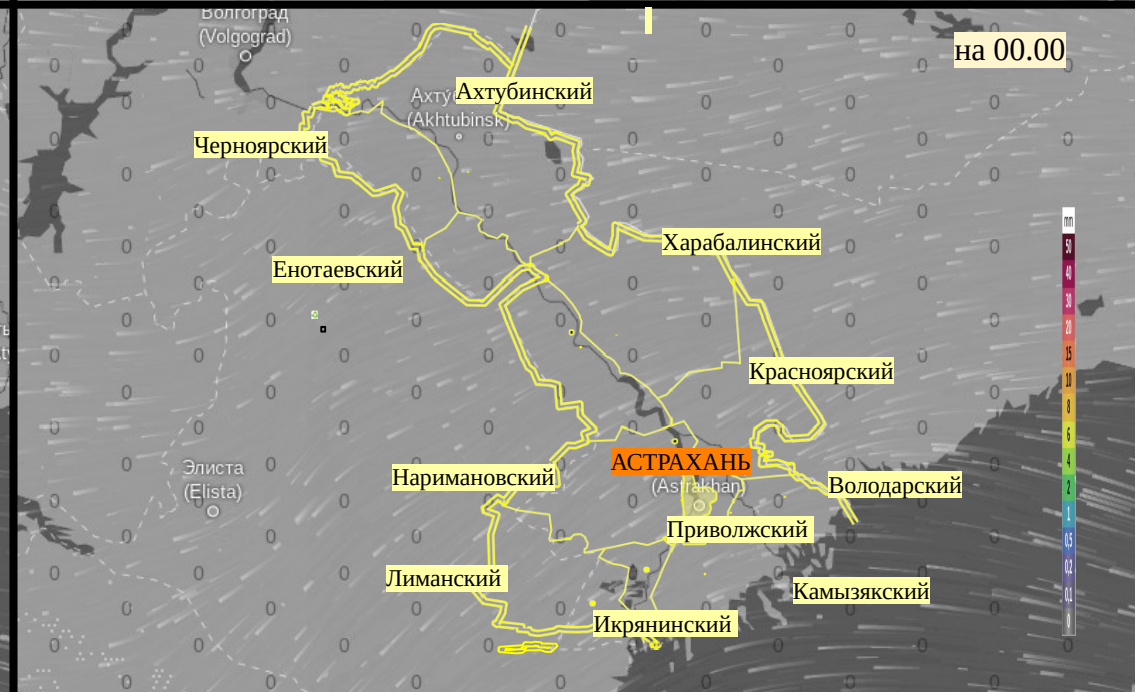 Волгоград
(Volgograd)
на 00.00
Ахтубинский
(Akhtubinsk)
Черноярский
Харабалинский
Енотаевский
mm
50
40
30
20
15
10
8
6
4
2
1
0,5
0,2
0,1
0
Красноярский
Элиста
(Elista)
АСТРАХАНЬ
(Astrakhan)
Наримановский
Володарский
Приволжский
Лиманский
Камызякский
Икрянинский